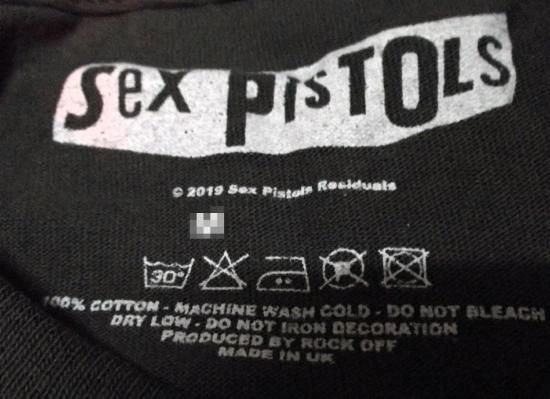 SEX PISTOLS
© 2019 Sex Pistols Residuals
30°
100% COTTON - MACHINE WASH COLD - DO NOT BLEACH
DRY LOW - DO NOT IRON DECORATION
PRODUCED BY ROCK OFF
MADE IN UK